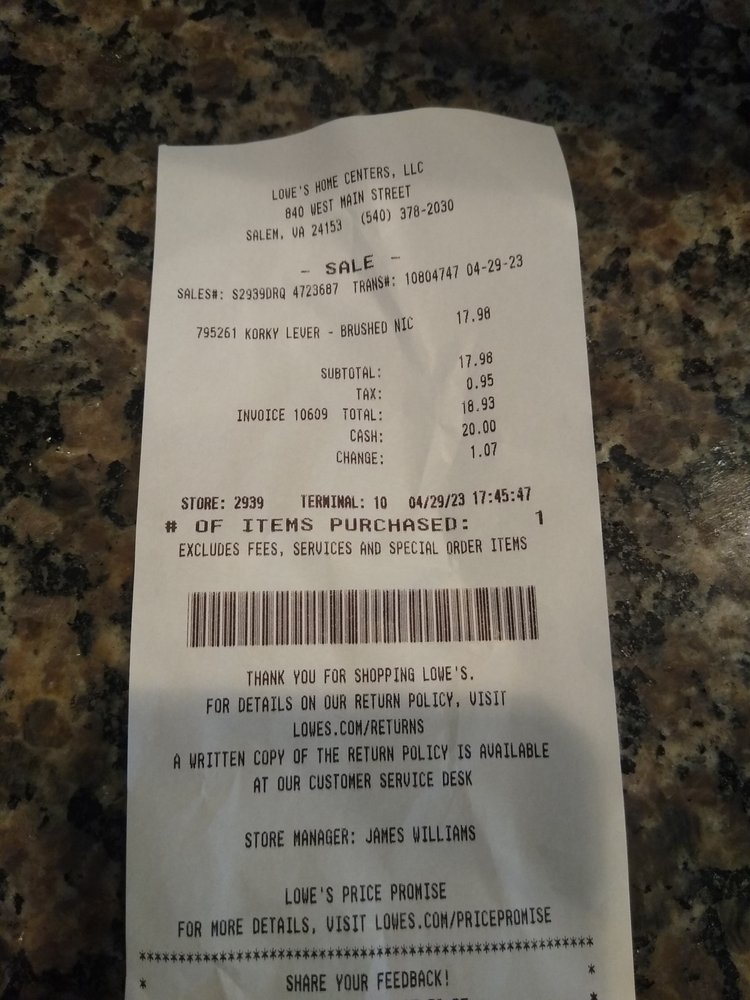 LOWE'S HOME CENTERS, LLC
840 WEST MAIN STREET
SALEM, VA 24153 (540) 378-2030
- SALE -
SALES#: S2939DRQ 4723687 TRANS#: 10804747 04-29-23
795261 KORKY LEVER - BRUSHED NIC 17.98
SUBTOTAL: 17.98
TAX: 0.95
INVOICE 10609 TOTAL: 18.93
CASH: 20.00
CHANGE: 1.07
STORE: 2939 TERMINAL: 10 04/29/23 17:45:47
# OF ITEMS PURCHASED: 1
EXCLUDES FEES, SERVICES AND SPECIAL ORDER ITEMS
THANK YOU FOR SHOPPING LOWE'S.
FOR DETAILS ON OUR RETURN POLICY, VISIT
LOWES.COM/RETURNS
A WRITTEN COPY OF THE RETURN POLICY IS AVAILABLE
AT OUR CUSTOMER SERVICE DESK
STORE MANAGER: JAMES WILLIAMS
LOWE'S PRICE PROMISE
FOR MORE DETAILS, VISIT LOWES.COM/PRICEPROMISE
************************************************************
* SHARE YOUR FEEDBACK! *